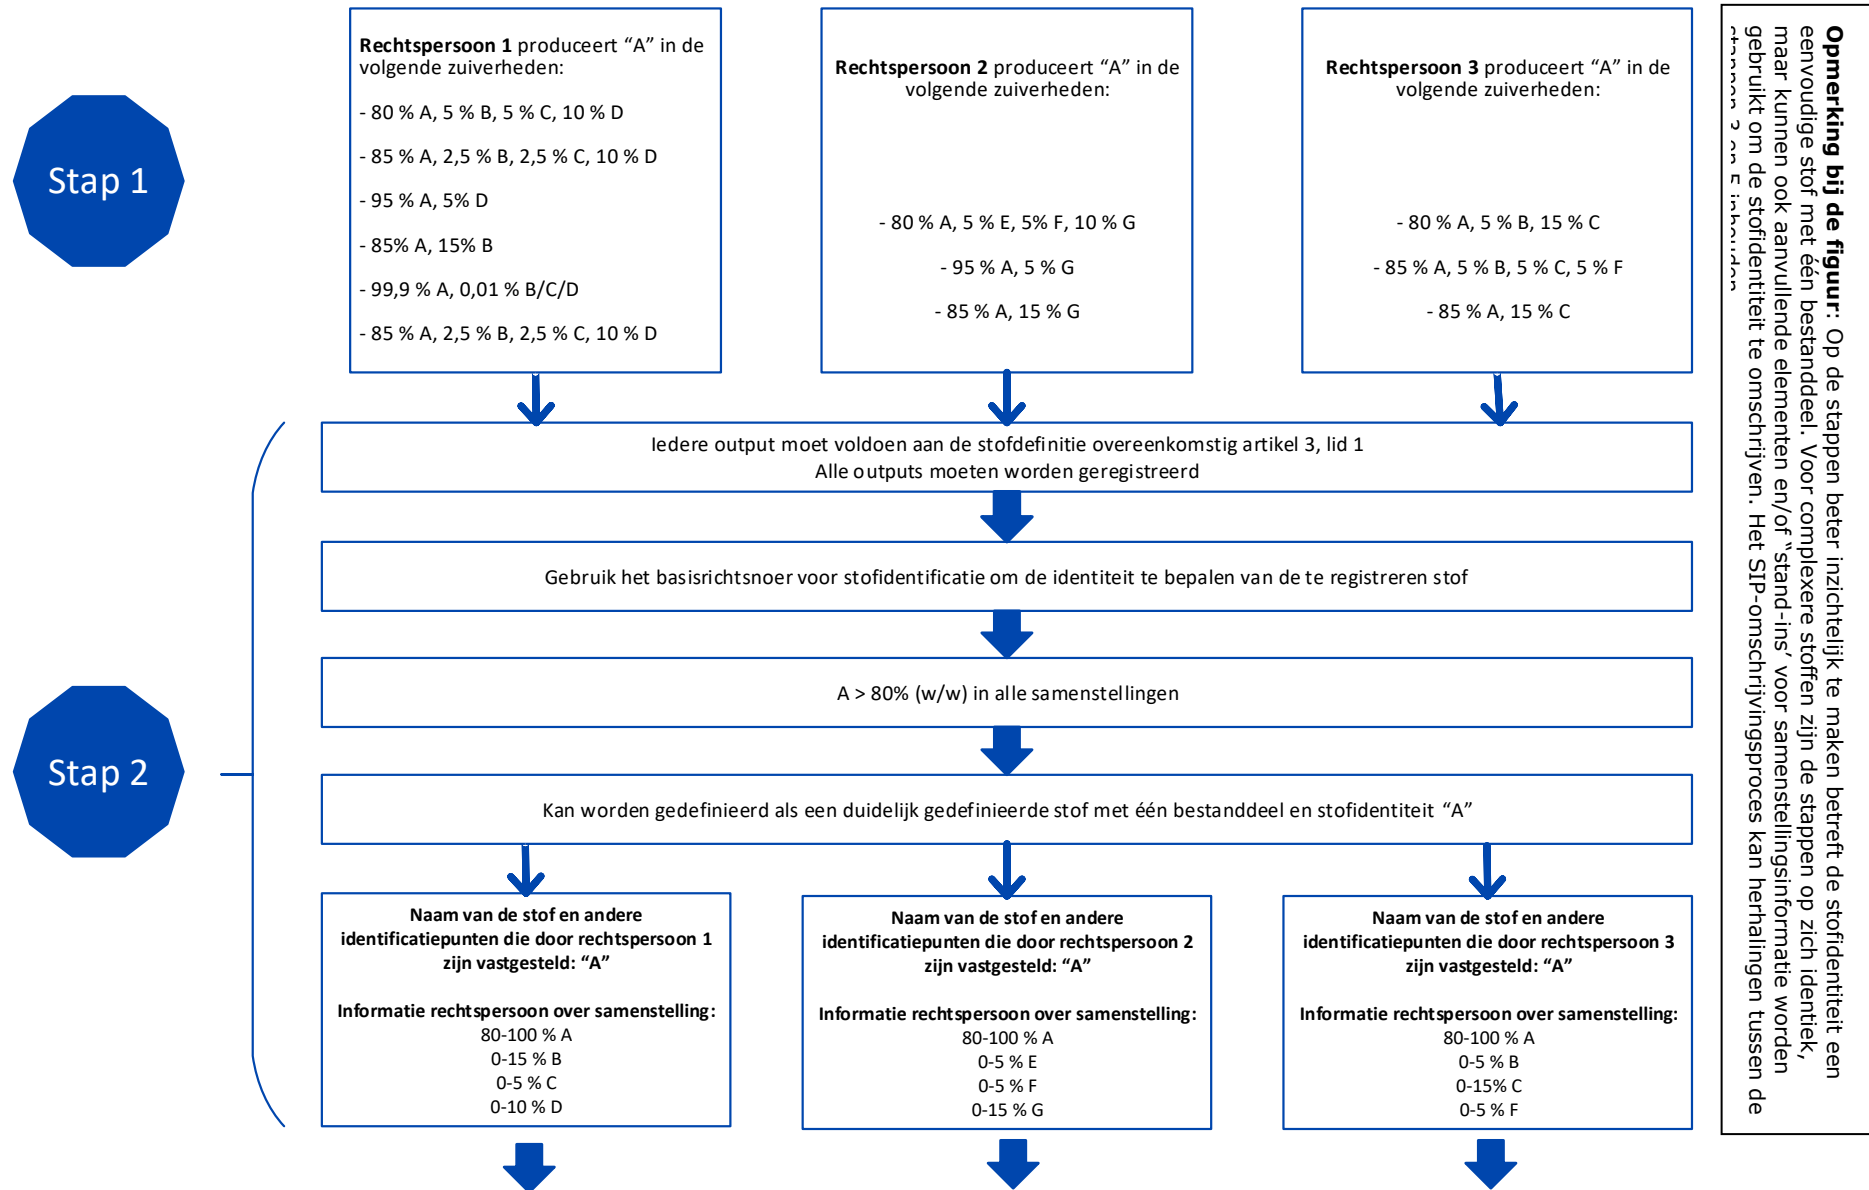 Stap 1
Rechtspersoon 1 produceert “A” in de
volgende zuiverheden:
- 80 % A, 5 % B, 5 % C, 10 % D
- 85 % A, 2,5 % B, 2,5 % C, 10 % D
- 95 % A, 5% D
- 85% A, 15% B
- 99,9 % A, 0,01 % B/C/D
- 85 % A, 2,5 % B, 2,5 % C, 10 % D
Rechtspersoon 2 produceert “A” in de
volgende zuiverheden:
- 80 % A, 5 % E, 5% F, 10 % G
- 95 % A, 5 % G
- 85 % A, 15 % G
Rechtspersoon 3 produceert “A” in de
volgende zuiverheden:
- 80 % A, 5 % B, 15 % C
- 85 % A, 5 % B, 5 % C, 5 % F
- 85 % A, 15 % C
Stap 2
Iedere output moet voldoen aan de stofdefinitie overeenkomstig artikel 3, lid 1
Alle outputs moeten worden geregistreerd
Gebruik het basisrichtsnoer voor stofidentificatie om de identiteit te bepalen van de te registreren stof
A > 80% (w/w) in alle samenstellingen
Kan worden gedefinieerd als een duidelijk gedefinieerde stof met één bestanddeel en stofidentiteit “A”
Naam van de stof en andere
identificatiepunten die door rechtspersoon 1
zijn vastgesteld: “A”
Informatie rechtspersoon over samenstelling:
80-100 % A
0-15 % B
0-5 % C
0-10 % D
Naam van de stof en andere
identificatiepunten die door rechtspersoon 2
zijn vastgesteld: “A”
Informatie rechtspersoon over samenstelling:
80-100 % A
0-5 % E
0-5 % F
0-15 % G
Naam van de stof en andere
identificatiepunten die door rechtspersoon 3
zijn vastgesteld: “A”
Informatie rechtspersoon over samenstelling:
80-100 % A
0-5 % B
0-15% C
0-5 % F
Opmerking bij de figuur: Op de stappen beter inzichtelijk te maken betreft de stofidentiteit een
eenvoudige stof met één bestanddeel. Voor complexere stoffen zijn de stappen op zich identiek,
maar kunnen ook aanvullende elementen en/of “stand-ins’ voor samenstellingsinformatie worden
gebruikt om de stofidentiteit te omschrijven. Het SIP-omschrijvingsproces kan herhalingen tussen de